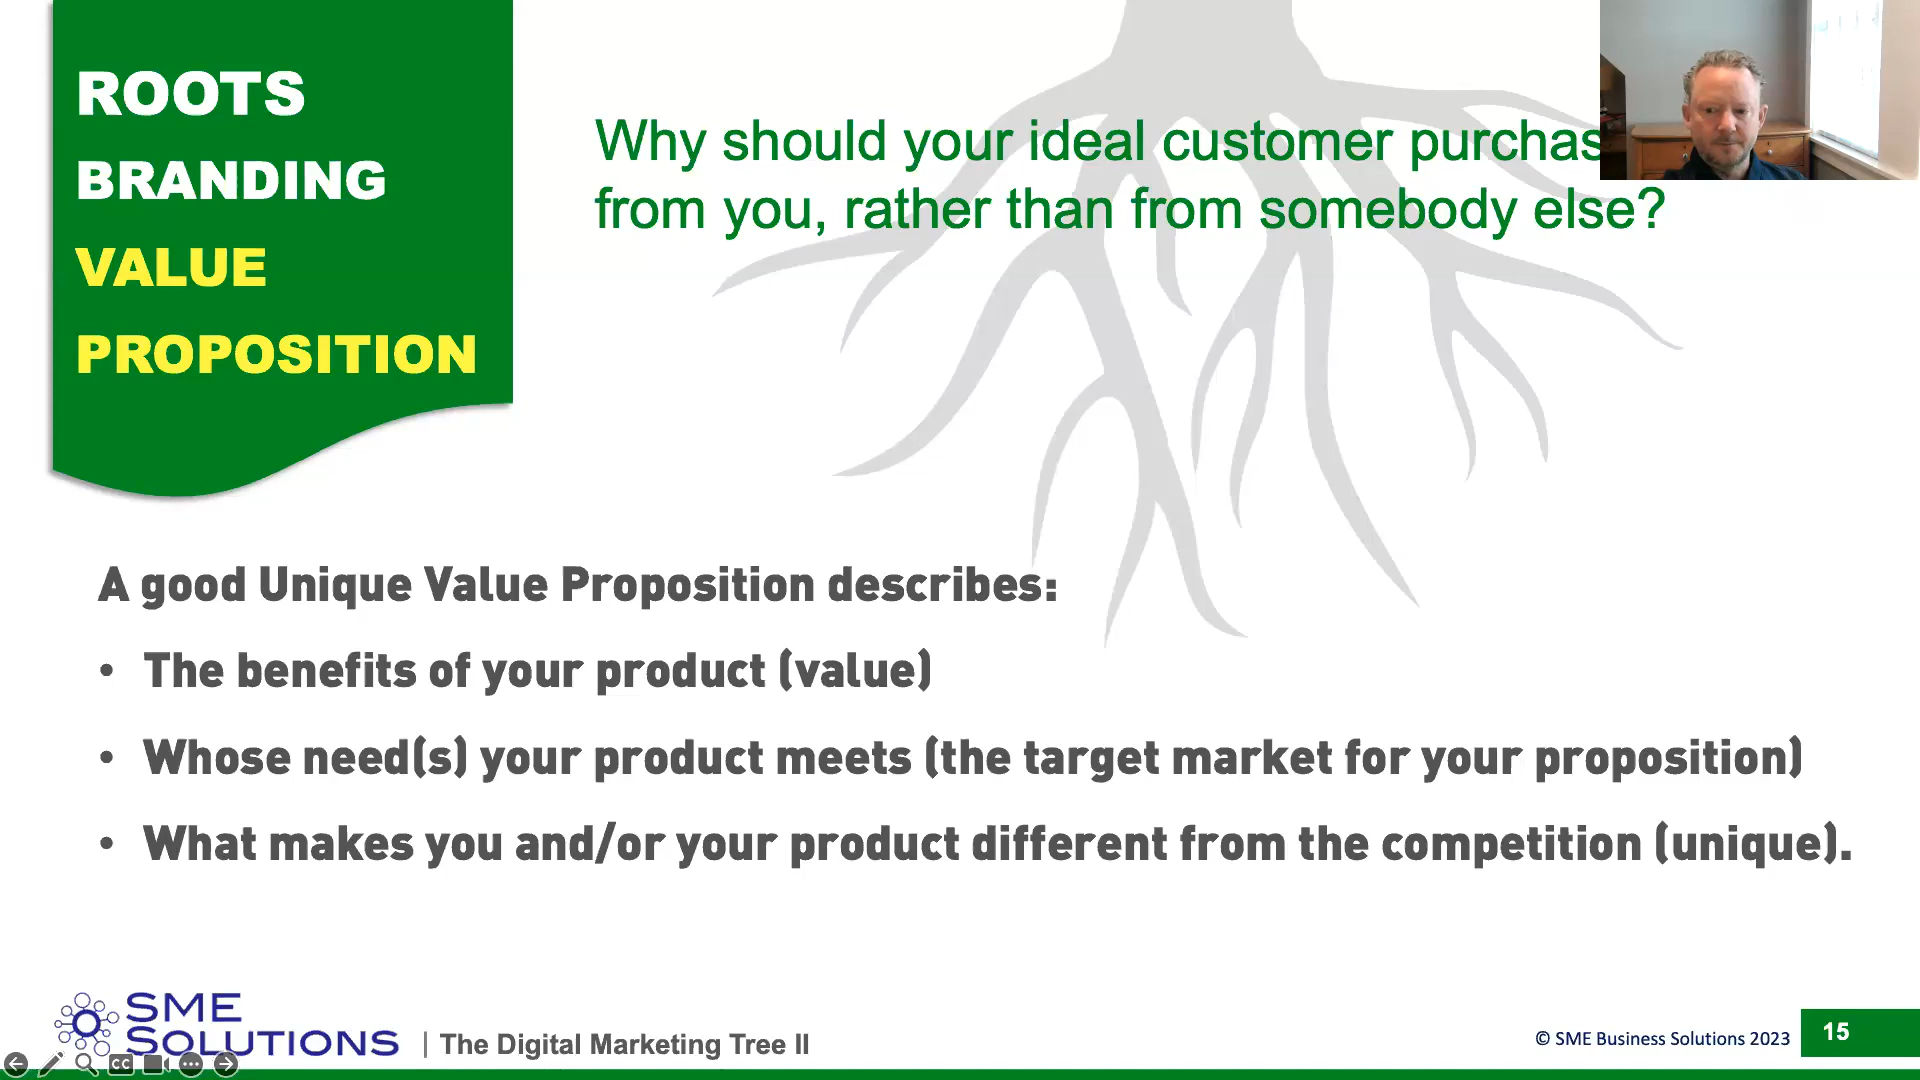 ROOTS
BRANDING
VALUE
PROPOSITION
Why should your ideal customer purchas
from you, rather than from somebody else?
A good Unique Value Proposition describes:
• The benefits of your product (value)
• Whose need(s) your product meets (the target market for your proposition)
• What makes you and/or your product different from the competition (unique).
SME
SOLUTIONS
| The Digital Marketing Tree II
© SME Business Solutions 2023
15
CC